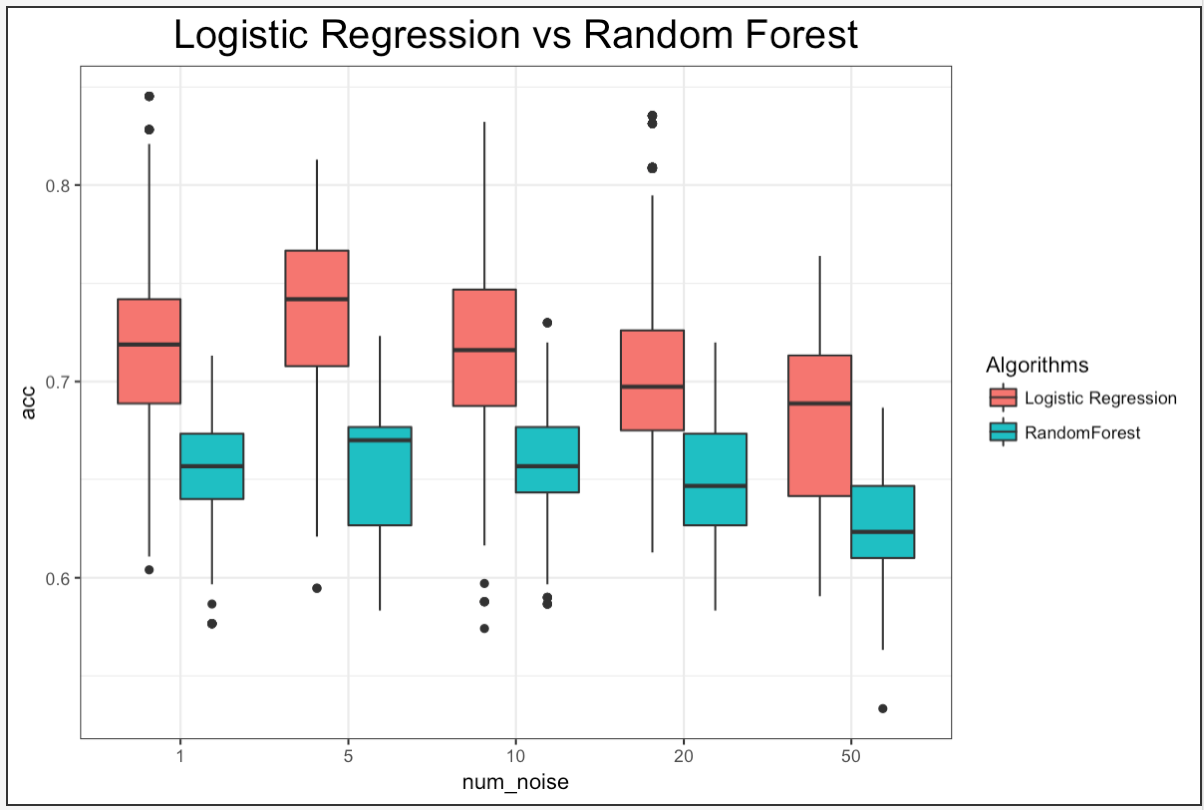 Logistic Regression vs Random Forest
0.8
0.7
0.6
acc
1 5 10 20 50
num_noise
Algorithms
Logistic Regression
RandomForest